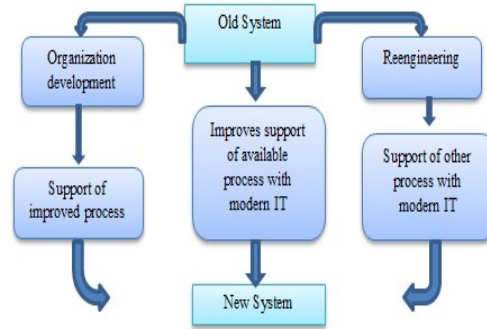 Old System
Organization
development
Reengineering
Improves support
of available
process with
modern IT
Support of
improved process
Support of other
process with
modern IT
New System